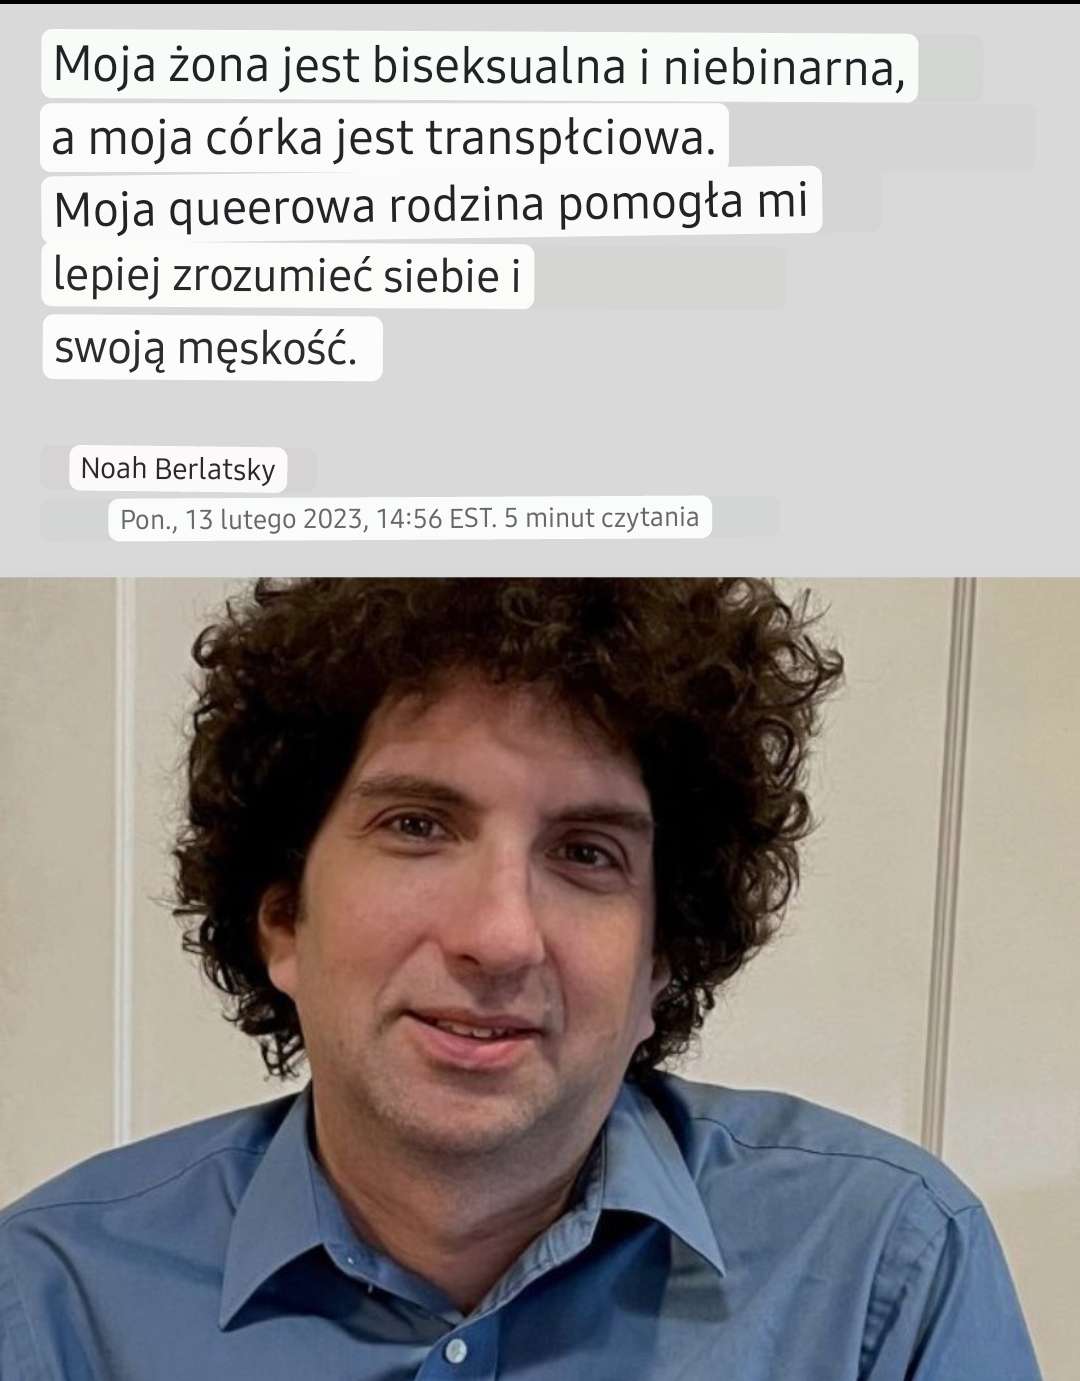 Moja żona jest biseksualna i niebinarna,
a moja córka jest transpłciowa.
Moja queerowa rodzina pomogła mi
lepiej zrozumieć siebie i
swoją męskość.
Noah Berlatsky
Pon., 13 lutego 2023, 14:56 EST. 5 minut czytania